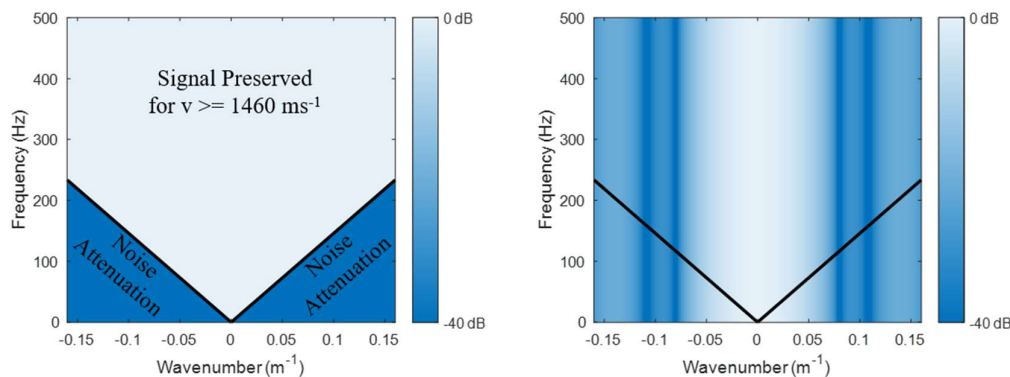 500
400
300
200
100
0
Frequency (Hz)
Signal Preserved
for v >= 1460 ms⁻¹
Noise
Attenuation
Noise
Attenuation
-0.15
-0.1
-0.05
0
0.05
0.1
0.15
Wavenumber (m⁻¹)
0 dB
-40 dB
500
400
300
200
100
0
Frequency (Hz)
-0.15
-0.1
-0.05
0
0.05
0.1
0.15
Wavenumber (m⁻¹)
0 dB
-40 dB